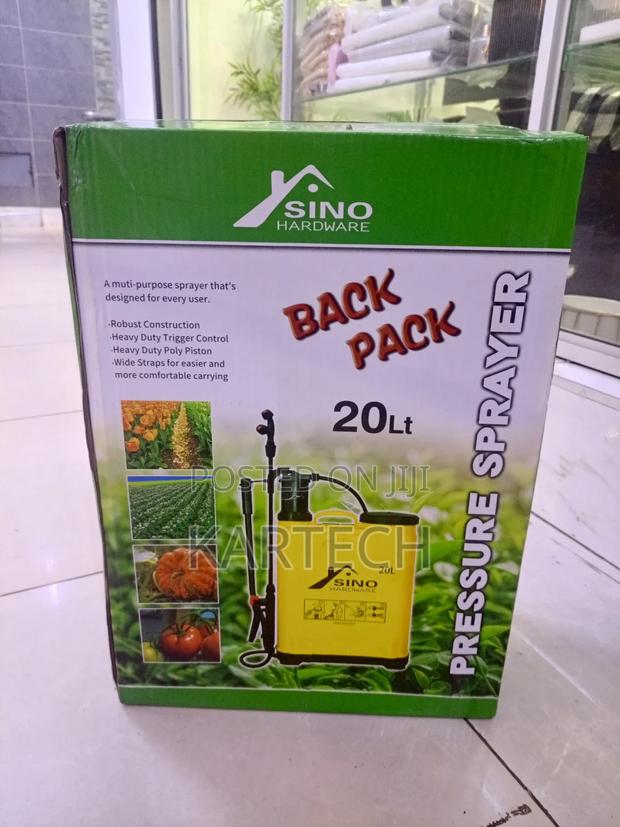 SINO
HARDWARE
A muti-purpose sprayer that's
designed for every user.
·Robust Construction
·Heavy Duty Trigger Control
·Heavy Duty Poly Piston
·Wide Straps for easier and
more comfortable carrying
BACK
PACK
20Lt
PRESSURE SPRAYER
POSTED ON JIJI
KARTECH
20L
SINO
HARDWARE